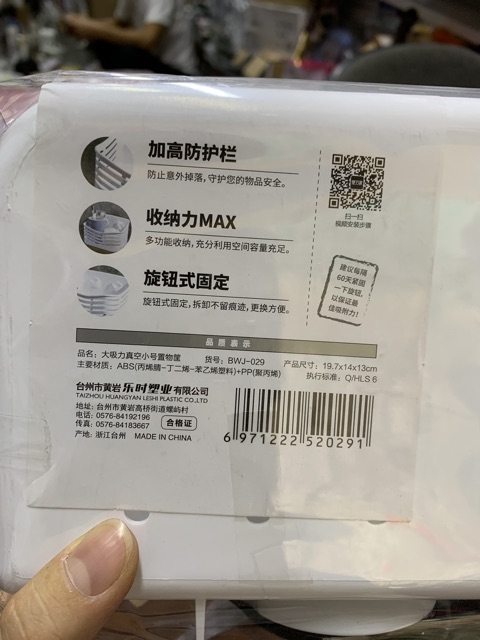 加高防护栏
防止意外掉落，守护您的物品安全。
收纳力MAX
多功能收纳，充分利用空间容量充足。
旋钮式固定
旋钮式固定，拆卸不留痕迹，更换方便。
扫一扫
视频安装步骤
建议每隔
60天紧固
一下旋钮，
以保证最
佳吸附力！
品质表示
品名：大吸力真空小号置物筐 货号：BWJ-029 产品尺寸：19.7x14x13cm
主要材质：ABS(丙烯腈-丁二烯-苯乙烯塑料)+PP(聚丙烯) 执行标准：Q/HLS 6
台州市黄岩乐时塑业有限公司
TAIZHOU HUANGYAN LESHI PLASTIC CO.,LTD
地址：台州市黄岩高桥街道螺屿村
电话：0576-84192196
传真：0576-84183667
合格证
产地：浙江台州 MADE IN CHINA
6 971222 520291